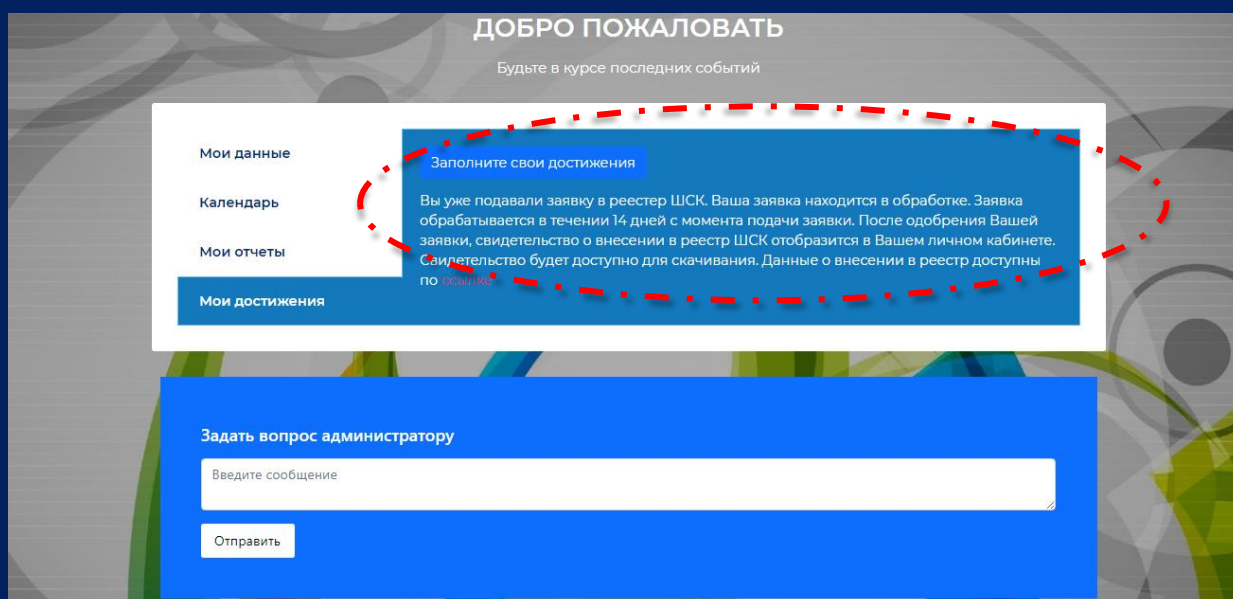 ДОБРО ПОЖАЛОВАТЬ
Будьте в курсе последних событий
Мои данные
Календарь
Мои отчеты
Мои достижения
Заполните свои достижения
Вы уже подавали заявку в реестер ШСК. Ваша заявка находится в обработке. Заявка
обрабатывается в течении 14 дней с момента подачи заявки. После одобрения Вашей
заявки, свидетельство о внесении в реестр ШСК отобразится в Вашем личном кабинете.
Свидетельство будет доступно для скачивания. Данные о внесении в реестр доступны
по ссылке
Задать вопрос администратору
Введите сообщение
Отправить